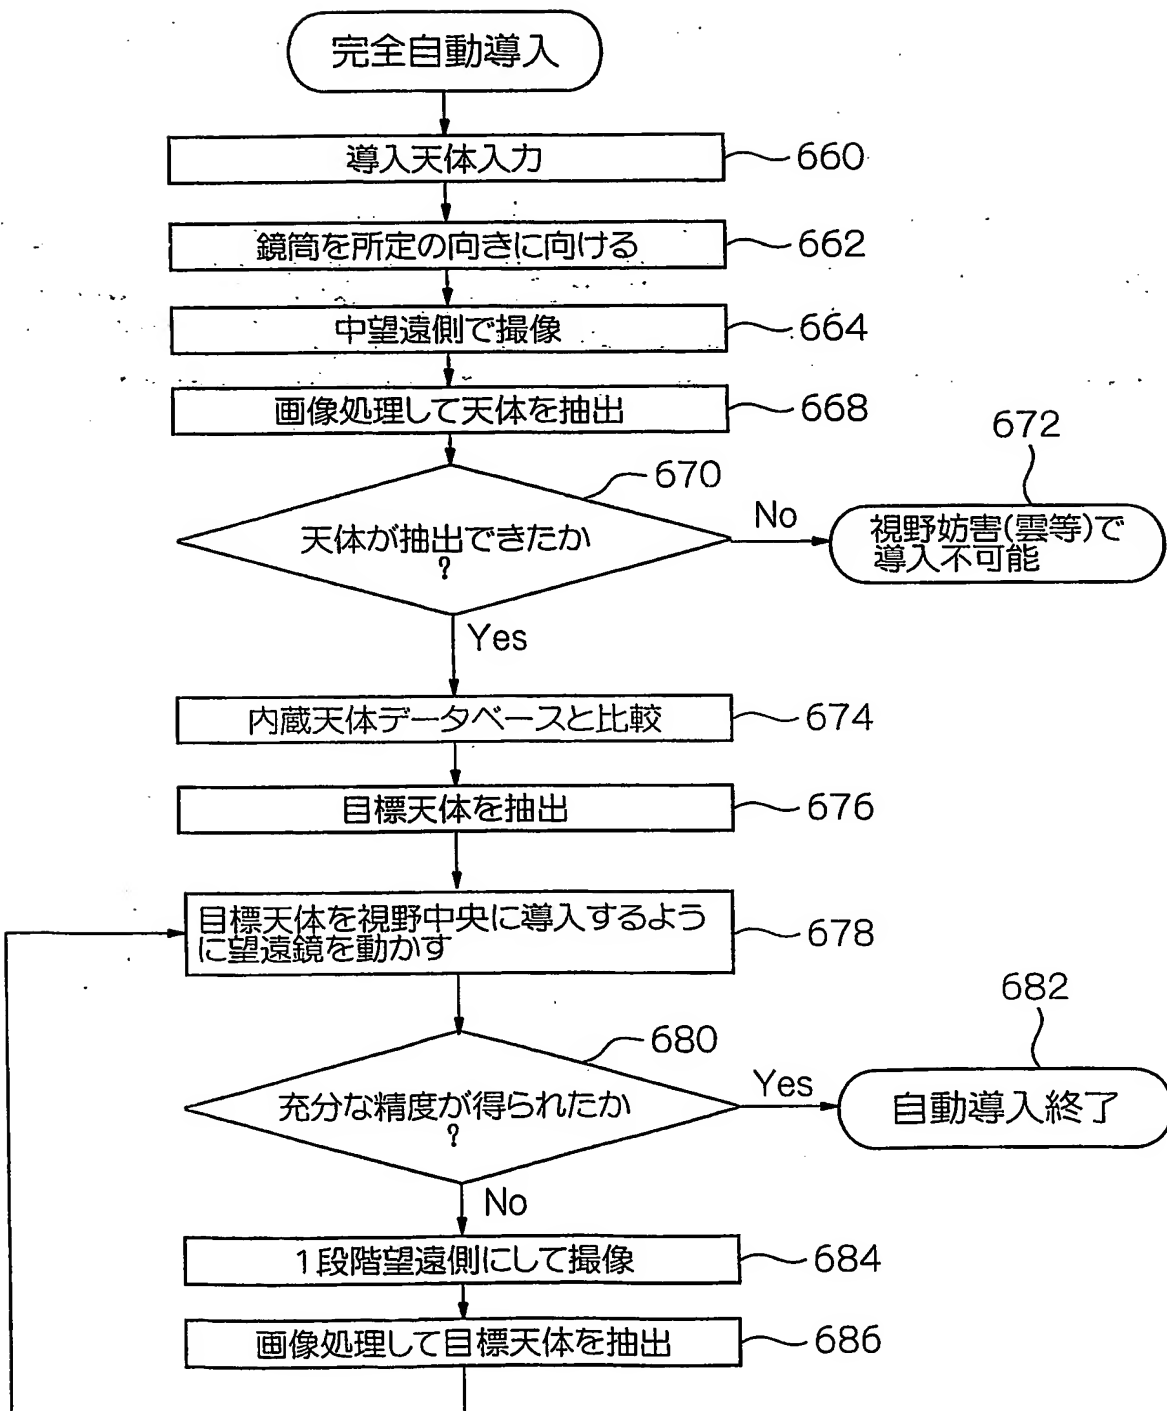 完全自動導入
導入天体入力
660
鏡筒を所定の向きに向ける
662
中望遠側で撮像
664
画像処理して天体を抽出
668
670
672
天体が抽出できたか
?
No
視野妨害(雲等)で
導入不可能
Yes
内蔵天体データベースと比較
674
目標天体を抽出
676
目標天体を視野中央に導入するよう
に望遠鏡を動かす
678
680
682
充分な精度が得られたか
?
Yes
自動導入終了
No
1段階望遠側にして撮像
684
画像処理して目標天体を抽出
686